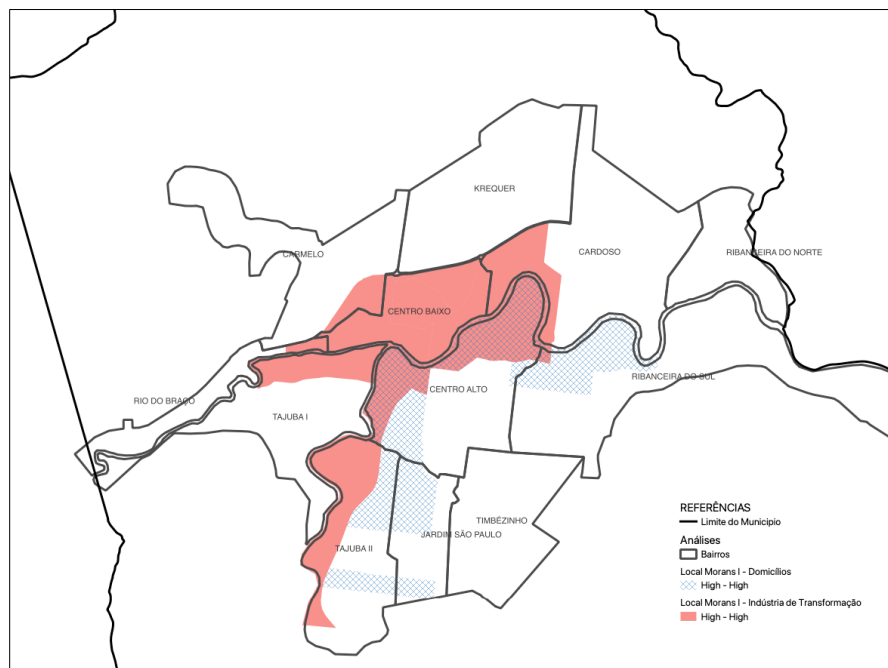 KREQUER
CARMELO
CARDOSO
RIBANCEIRA DO NORTE
CENTRO BAIXO
RIBANCEIRA DO SUL
CENTRO ALTO
RIO DO BRAÇO
TAJUBA I
TIMBÉZINHO
JARDIM SÃO PAULO
TAJUBA II
REFERÊNCIAS
Limite do Municipio
Análises
Bairros
Local Morans I - Domicílios
High - High
Local Morans I - Indústria de Transformação
High - High